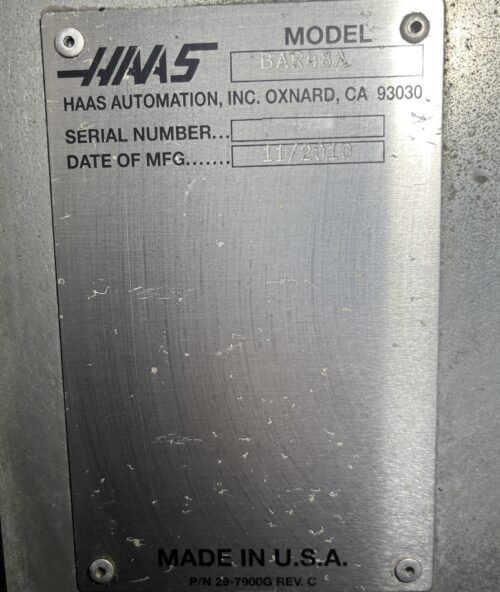 MODEL
HAAS BAR48A
HAAS AUTOMATION, INC. OXNARD, CA 93030
SERIAL NUMBER...
DATE OF MFG....... 11/2010
MADE IN U.S.A.
P/N 29-7900G REV. C